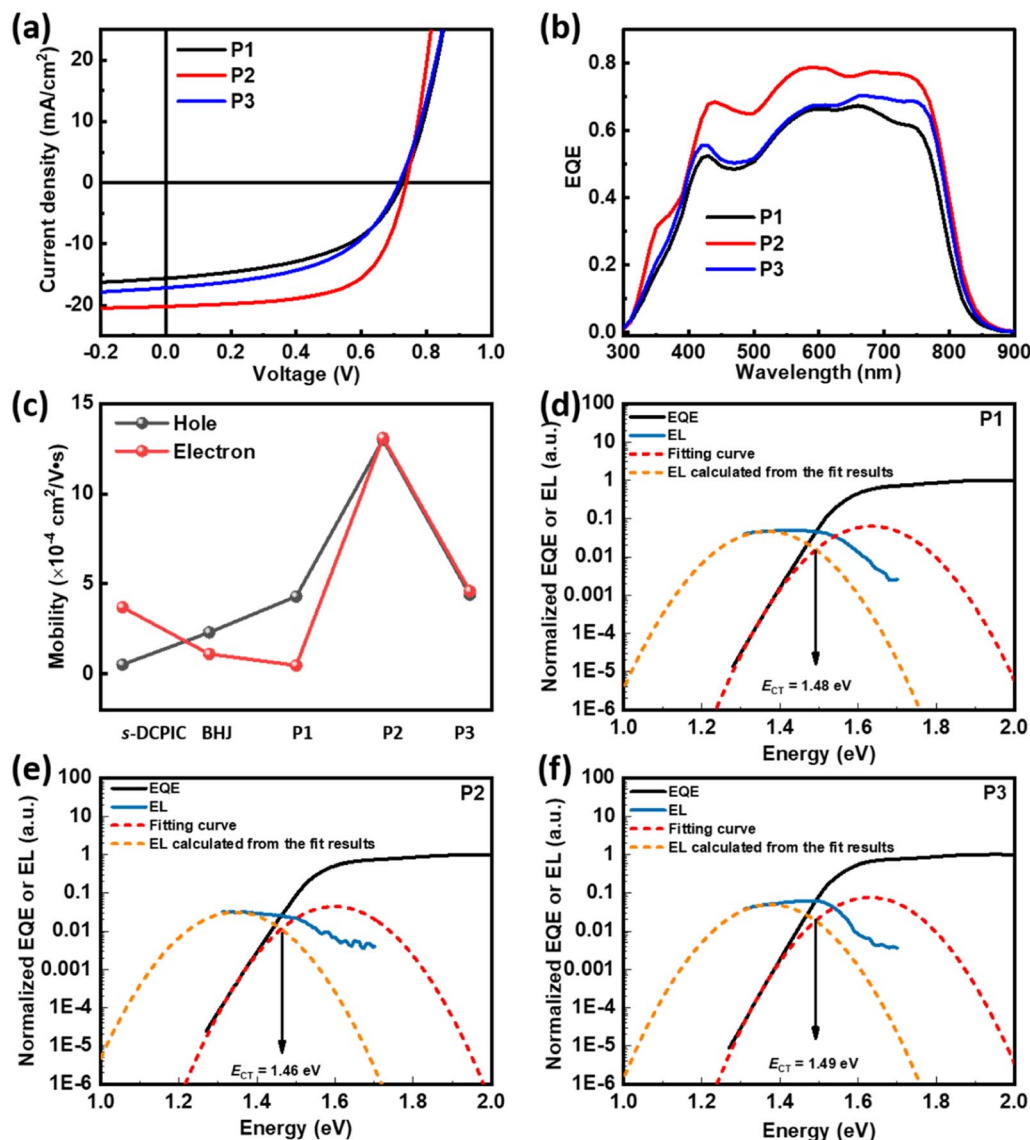 (a)
P1
P2
P3
Current density (mA/cm²)
20
10
0
-10
-20
-0.2 0.0 0.2 0.4 0.6 0.8 1.0
Voltage (V)
(b)
EQE
0.8
0.6
0.4
0.2
0.0
P1
P2
P3
300 400 500 600 700 800 900
Wavelength (nm)
(c)
Hole
Electron
Mobility (×10⁻⁴ cm²/V•s)
15
10
5
0
s-DCPIC BHJ P1 P2 P3
(d)
P1
EQE
EL
Fitting curve
EL calculated from the fit results
Normalized EQE or EL (a.u.)
100
10
1
0.1
0.01
0.001
1E-4
1E-5
1E-6
E_CT = 1.48 eV
1.0 1.2 1.4 1.6 1.8 2.0
Energy (eV)
(e)
P2
EQE
EL
Fitting curve
EL calculated from the fit results
Normalized EQE or EL (a.u.)
100
10
1
0.1
0.01
0.001
1E-4
1E-5
1E-6
E_CT = 1.46 eV
1.0 1.2 1.4 1.6 1.8 2.0
Energy (eV)
(f)
P3
EQE
EL
Fitting curve
EL calculated from the fit results
Normalized EQE or EL (a.u.)
100
10
1
0.1
0.01
0.001
1E-4
1E-5
1E-6
E_CT = 1.49 eV
1.0 1.2 1.4 1.6 1.8 2.0
Energy (eV)